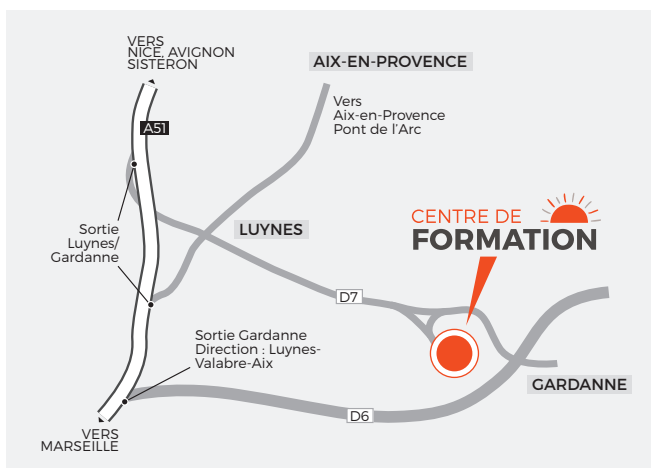 VERS
NICE, AVIGNON
SISTERON
AIX-EN-PROVENCE
Vers
Aix-en-Provence
Pont de l'Arc
A51
CENTRE DE
FORMATION
Sortie
Luynes/
Gardanne
LUYNES
D7
Sortie Gardanne
Direction : Luynes-
Valabre-Aix
GARDANNE
D6
VERS
MARSEILLE